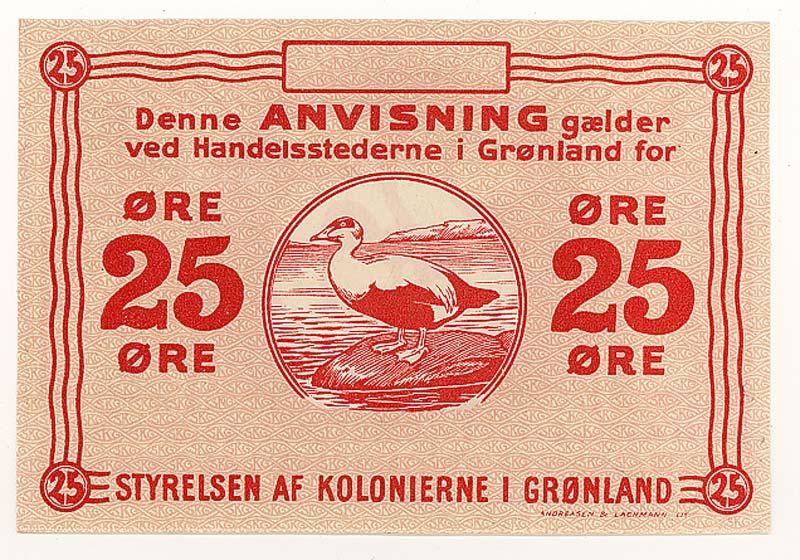 25 25
Denne ANVISNING gælder
ved Handelsstederne i Grønland for
ØRE ØRE
25 25
ØRE ØRE
25 STYRELSEN AF KOLONIERNE I GRØNLAND 25
ANDREASEN & LACHMANN LIT